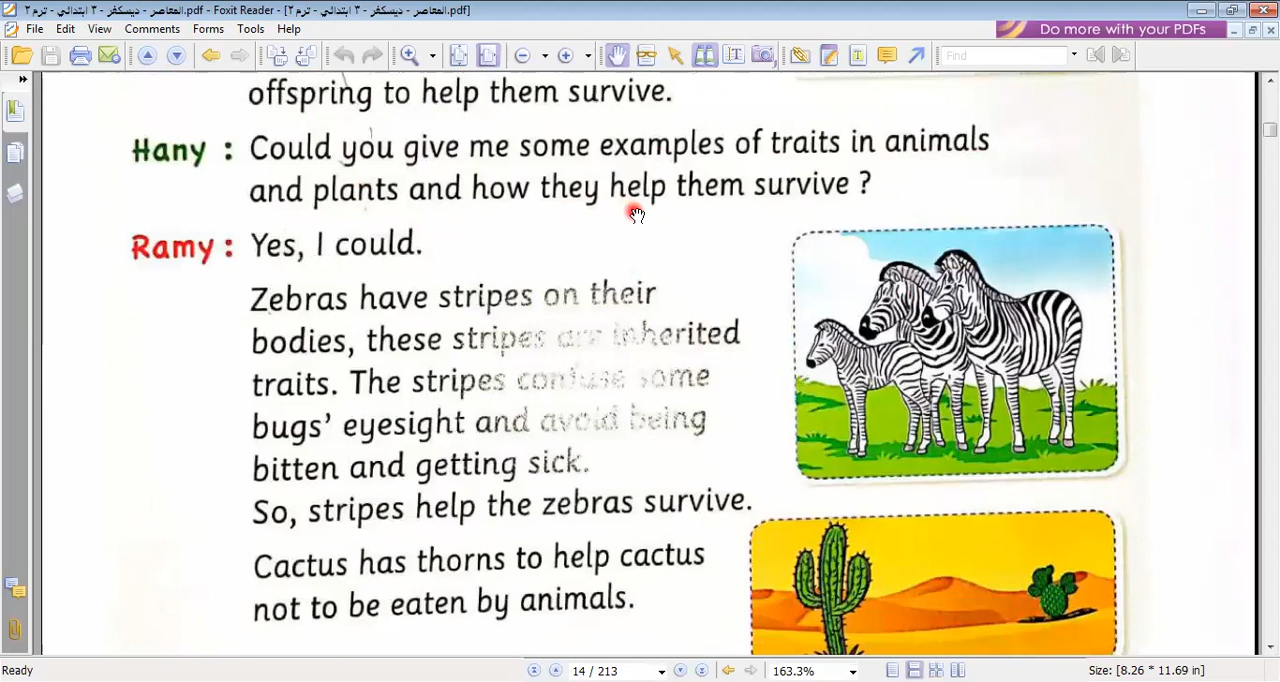 المعاصر - ديسكفر - ٣ ابتدائي - ترم ٢.pdf - Foxit Reader - [المعاصر - ديسكفر - ٣ ابتدائي - ترم ٢.pdf]
File Edit View Comments Forms Tools Help
Do more with your PDFs
Find
offspring to help them survive.
Hany : Could you give me some examples of traits in animals
and plants and how they help them survive ?
Ramy : Yes, I could.
Zebras have stripes on their
bodies, these stripes are inherited
traits. The stripes confuse some
bugs' eyesight and avoid being
bitten and getting sick.
So, stripes help the zebras survive.
Cactus has thorns to help cactus
not to be eaten by animals.
Ready
14 / 213
163.3%
Size: [8.26 * 11.69 in]